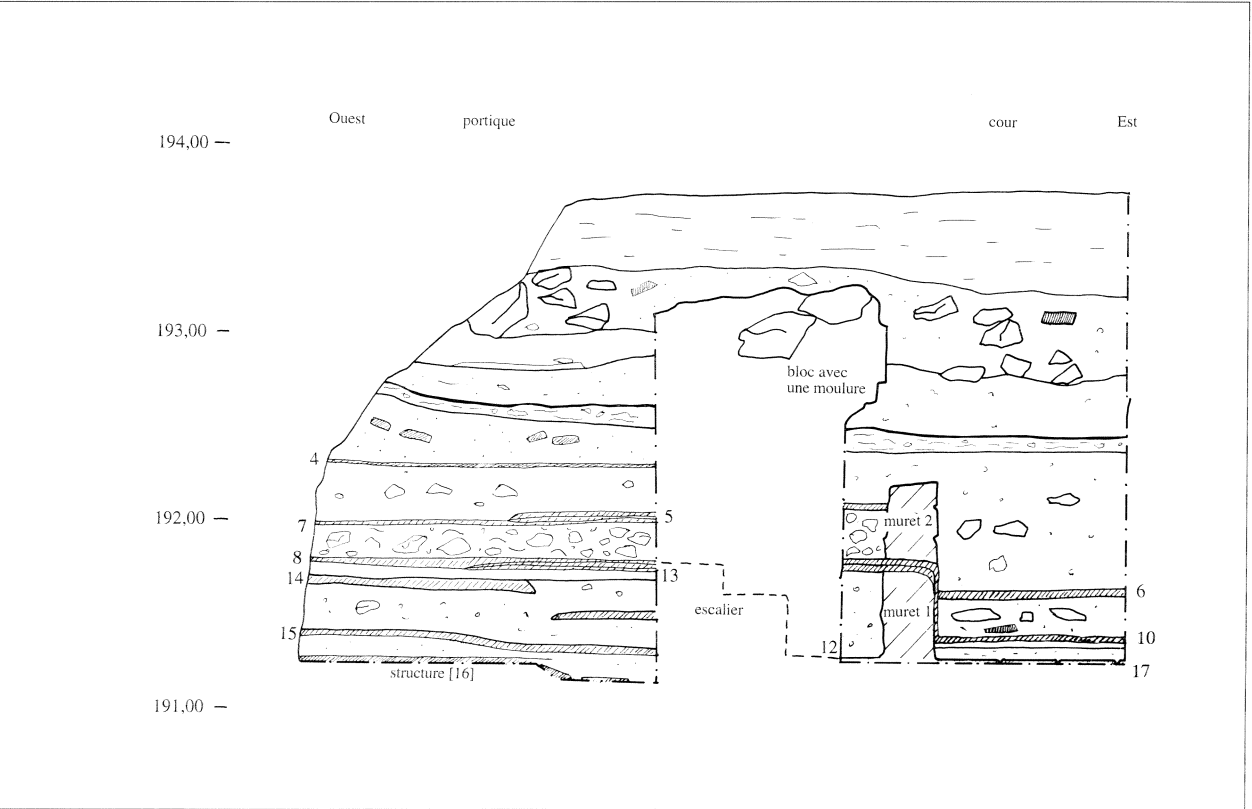 Ouest portique cour Est
194,00
193,00
bloc avec
une moulure
4
192,00
5
7
muret 2
8
13
14
6
escalier
muret 1
15
10
12
structure [16]
17
191,00